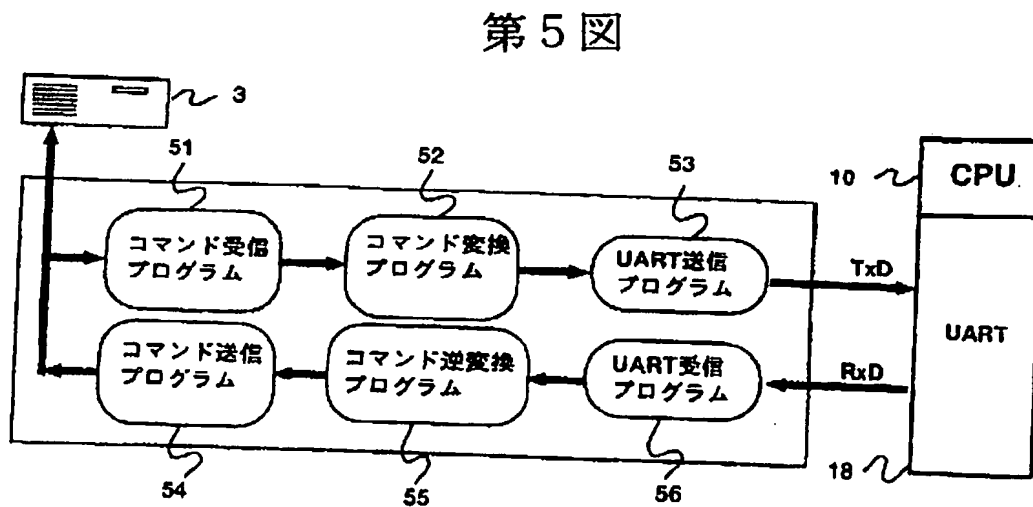 第5図
3
51
52
53
10
CPU
コマンド受信
プログラム
コマンド変換
プログラム
UART送信
プログラム
TxD
UART
コマンド送信
プログラム
コマンド逆変換
プログラム
UART受信
プログラム
RxD
18
54
55
56